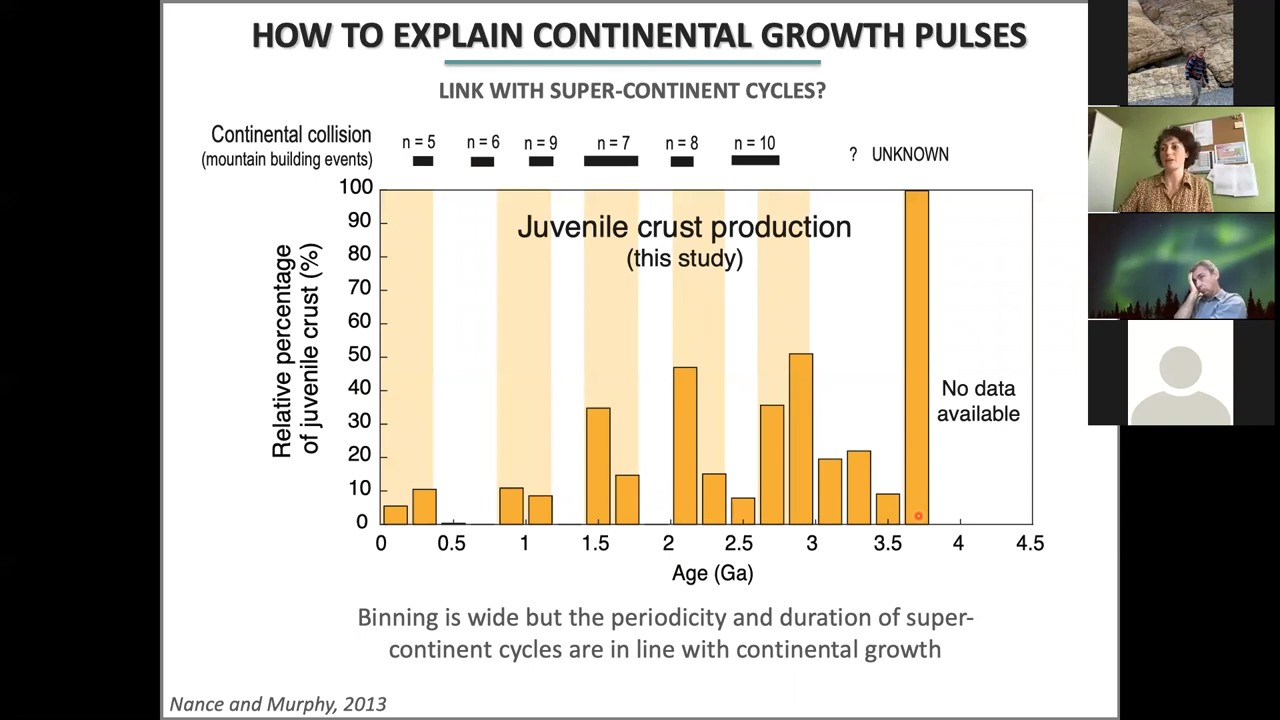 HOW TO EXPLAIN CONTINENTAL GROWTH PULSES
LINK WITH SUPER-CONTINENT CYCLES?
Continental collision
(mountain building events)
n = 5 n = 6 n = 9 n = 7 n = 8 n = 10
? UNKNOWN
Juvenile crust production
(this study)
Relative percentage
of juvenile crust (%)
100
90
80
70
60
50
40
30
20
10
0
No data
available
0 0.5 1 1.5 2 2.5 3 3.5 4 4.5
Age (Ga)
Binning is wide but the periodicity and duration of super-
continent cycles are in line with continental growth
Nance and Murphy, 2013